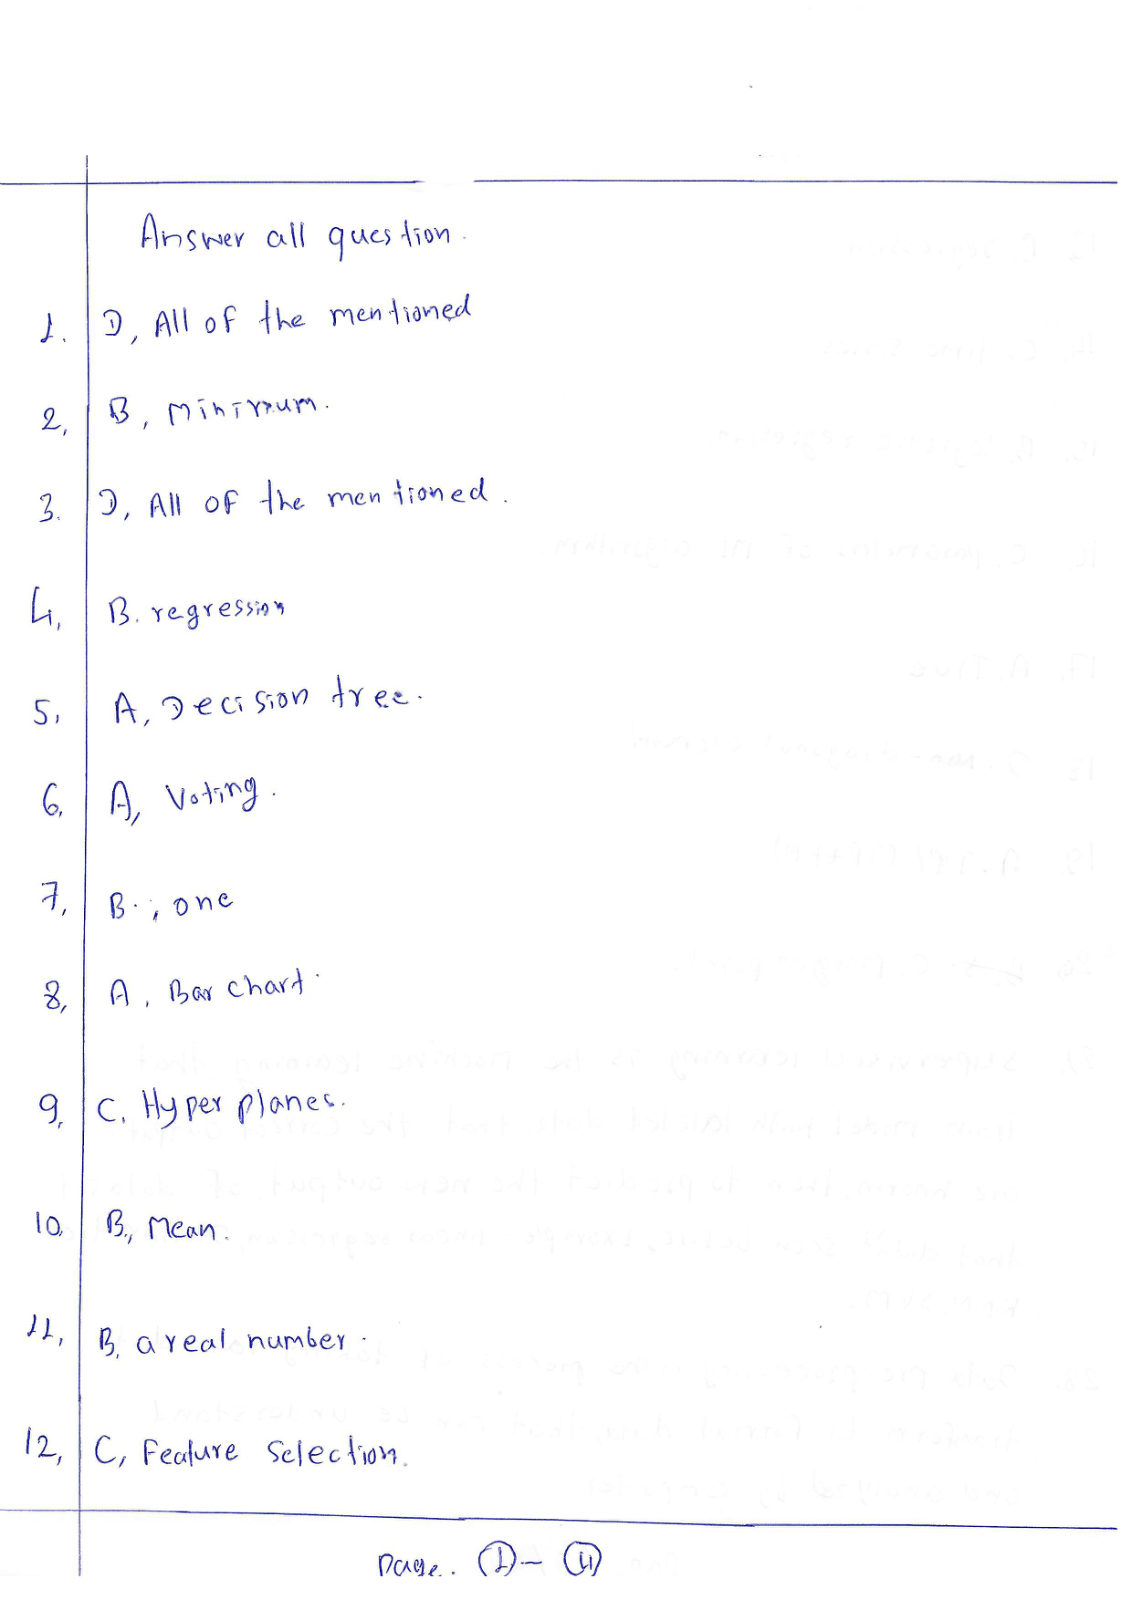 Answer all question.
1. D, All of the mentioned
2, B, Minimum.
3. D, All of the mentioned.
4, B. regression
5, A, Decision tree.
6, A, Voting.
7, B., one
8, A, Bar chart.
9, C, Hyper planes.
10, B, Mean.
11, B, a real number.
12, C, Feature Selection.
Page. 1 - 4